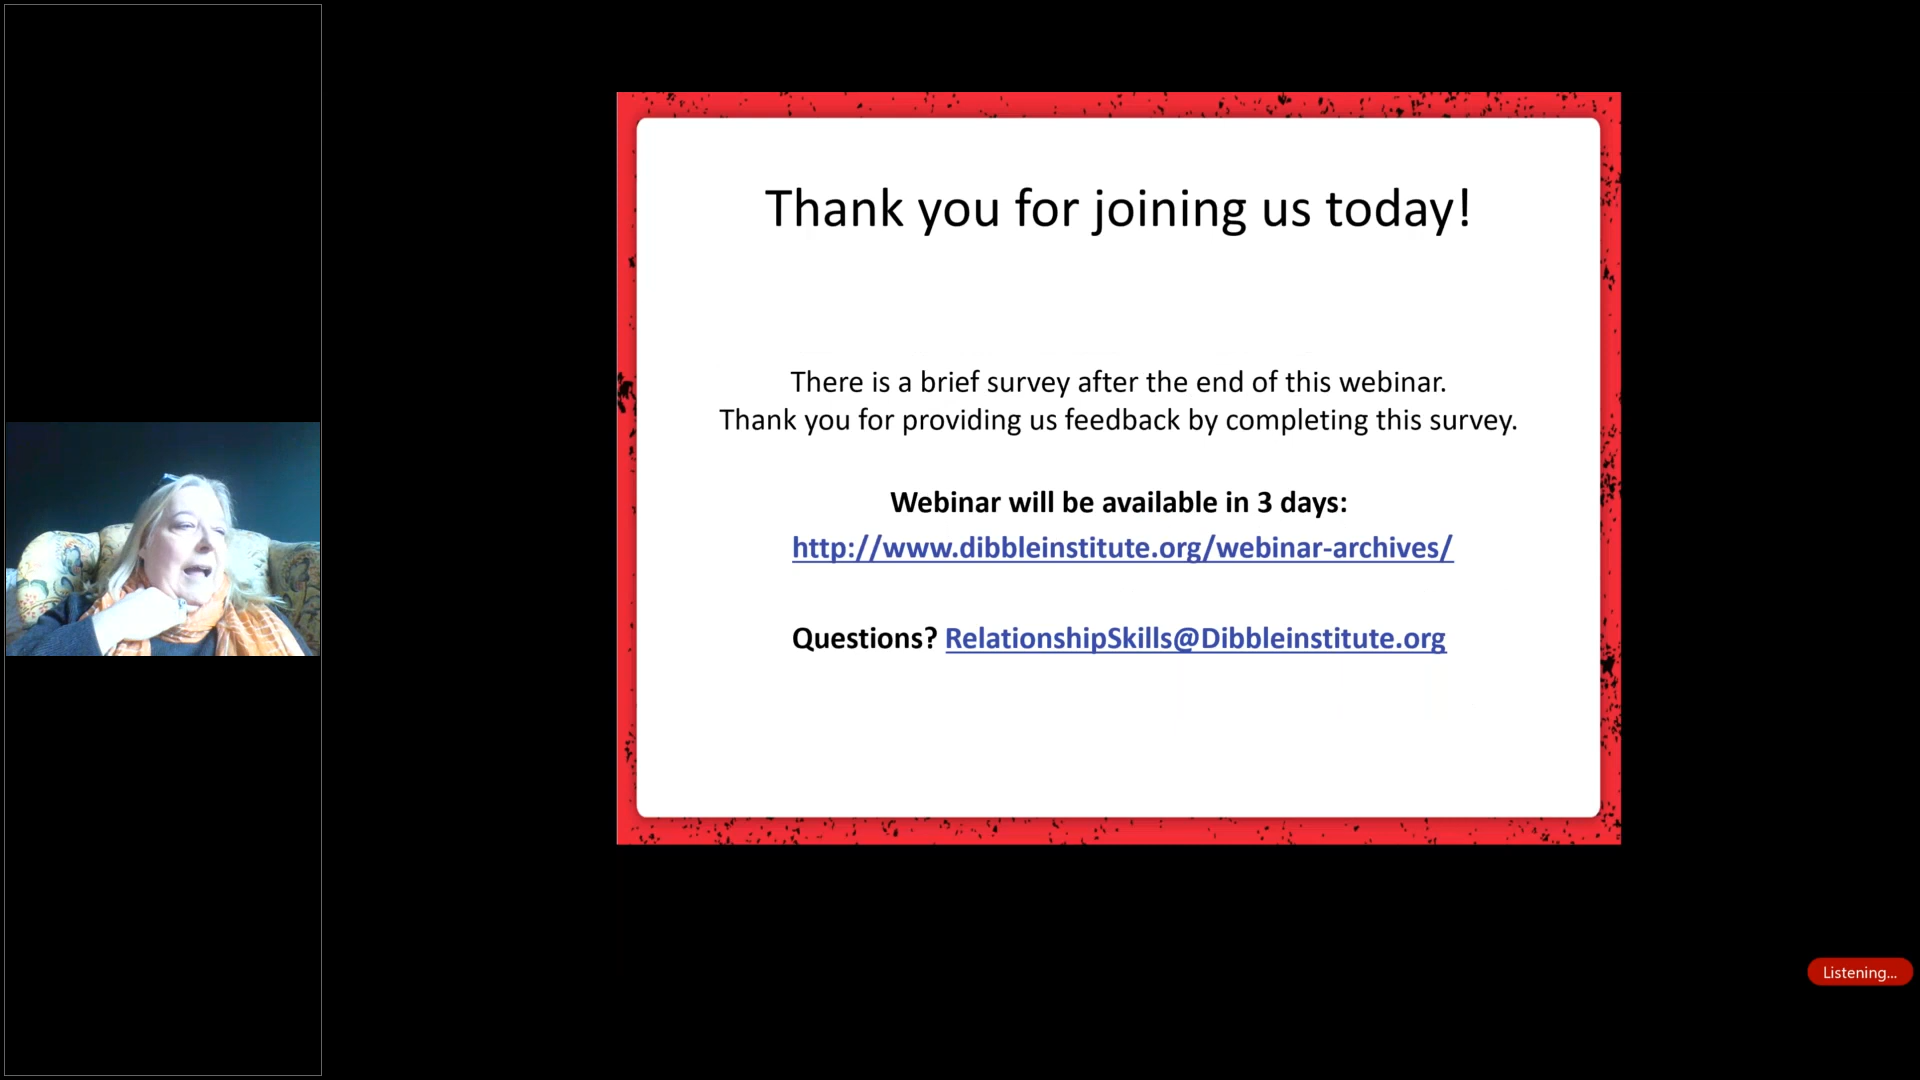 Thank you for joining us today!
There is a brief survey after the end of this webinar.
Thank you for providing us feedback by completing this survey.
Webinar will be available in 3 days:
http://www.dibbleinstitute.org/webinar-archives/
Questions? RelationshipSkills@Dibbleinstitute.org
Listening...